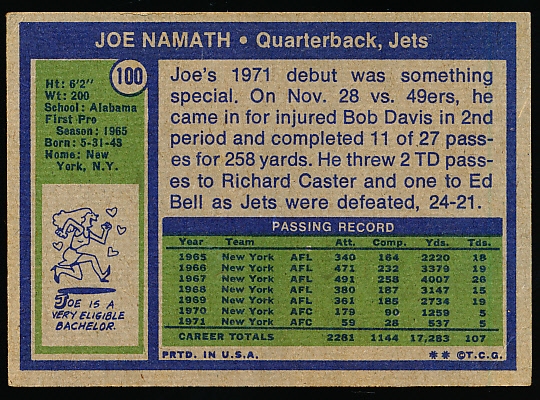 JOE NAMATH • Quarterback, Jets
100
Ht: 6'2"
Wt: 200
School: Alabama
First Pro
Season: 1965
Born: 5-31-43
Home: New
York, N.Y.
Joe's 1971 debut was something
special. On Nov. 28 vs. 49ers, he
came in for injured Bob Davis in 2nd
period and completed 11 of 27 pass-
es for 258 yards. He threw 2 TD pass-
es to Richard Caster and one to Ed
Bell as Jets were defeated, 24-21.
JOE IS A
VERY ELIGIBLE
BACHELOR.
PASSING RECORD
Year Team Att. Comp. Yds. Tds.
1965 New York AFL 340 164 2220 18
1966 New York AFL 471 232 3379 19
1967 New York AFL 491 258 4007 26
1968 New York AFL 380 187 3147 15
1969 New York AFL 361 185 2734 19
1970 New York AFC 179 90 1259 5
1971 New York AFC 59 28 537 5
CAREER TOTALS 2281 1144 17,283 107
PRTD. IN U.S.A. ** ©T.C.G.